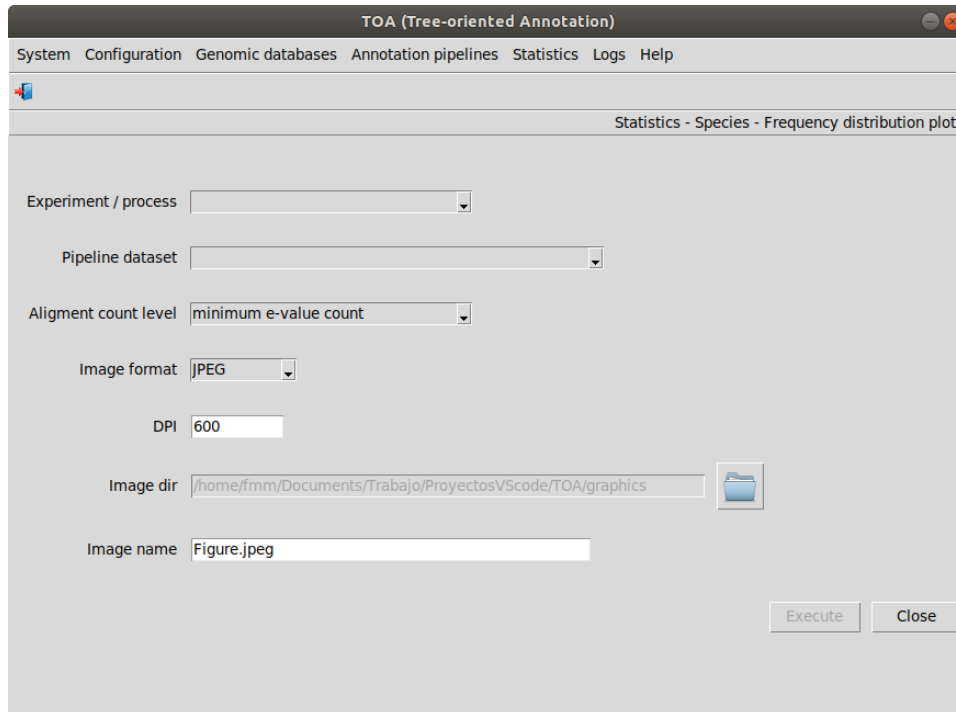 TOA (Tree-oriented Annotation)
System Configuration Genomic databases Annotation pipelines Statistics Logs Help
Statistics - Species - Frequency distribution plot
Experiment / process
Pipeline dataset
Aligment count level minimum e-value count
Image format JPEG
DPI 600
Image dir /home/fmm/Documents/Trabajo/ProyectosVScode/TOA/graphics
Image name Figure.jpeg
Execute Close